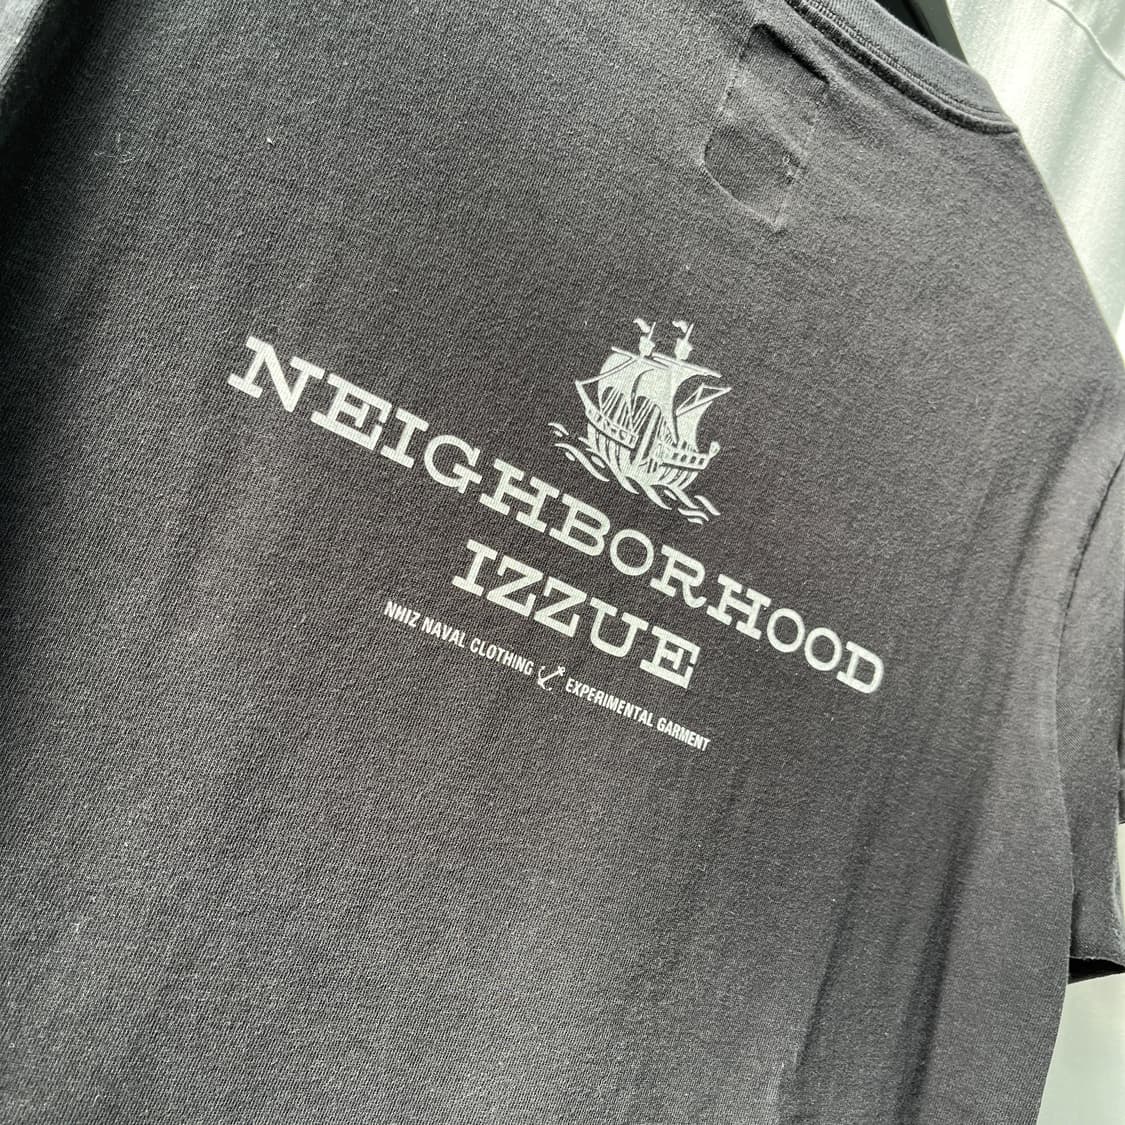 NEIGHBORHOOD
IZZUE
NHIZ NAVAL CLOTHING EXPERIMENTAL GARMENT